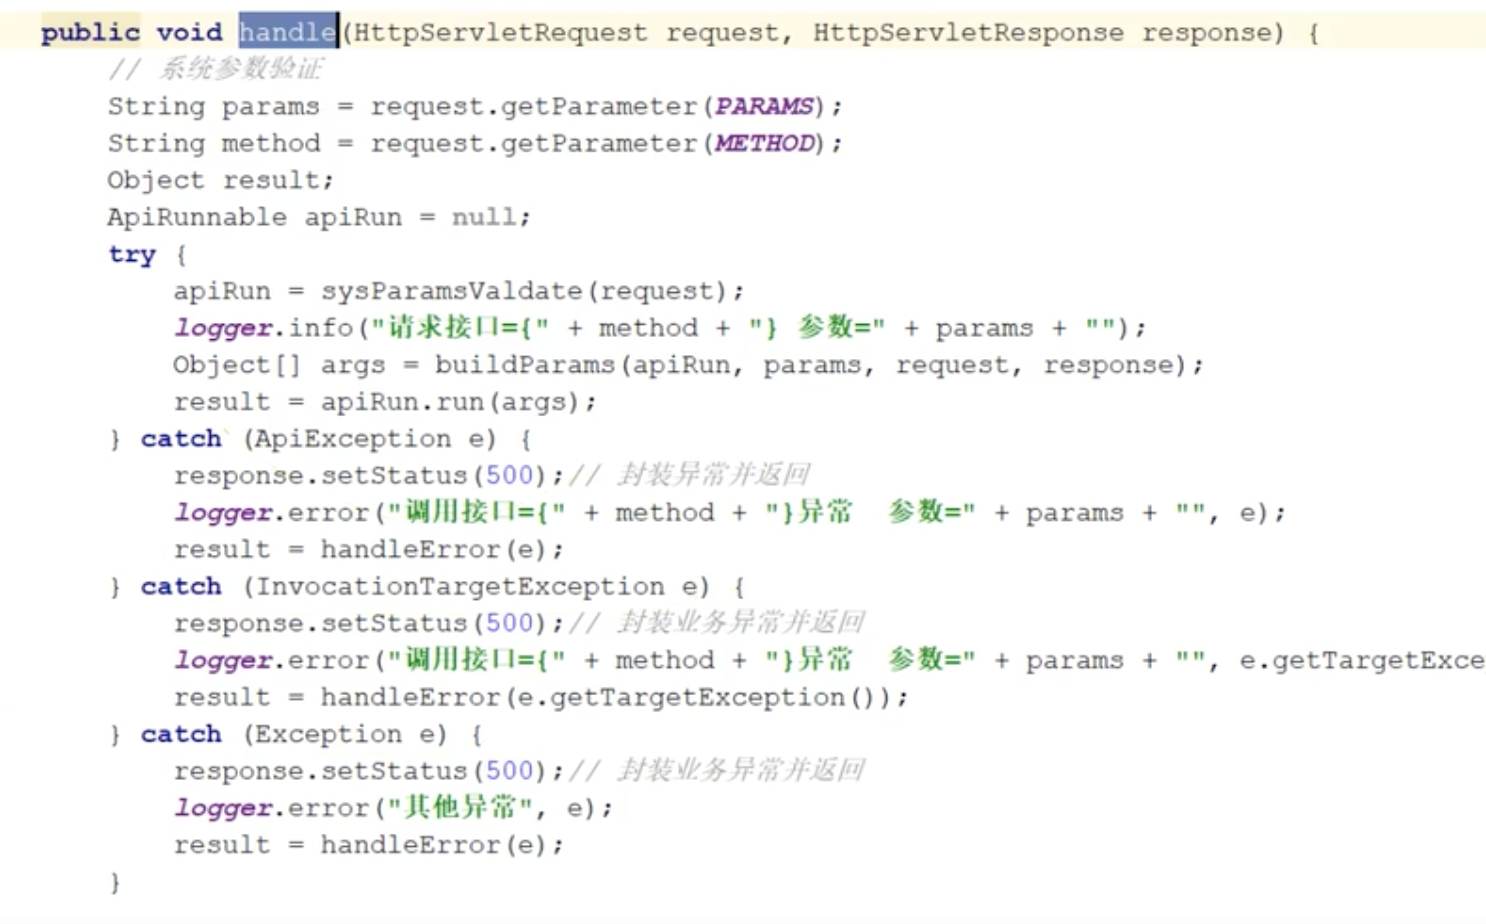 public void handle(HttpServletRequest request, HttpServletResponse response) {
// 系统参数验证
String params = request.getParameter(PARAMS);
String method = request.getParameter(METHOD);
Object result;
ApiRunnable apiRun = null;
try {
apiRun = sysParamsValdate(request);
logger.info("请求接口={" + method + "} 参数=" + params + "");
Object[] args = buildParams(apiRun, params, request, response);
result = apiRun.run(args);
} catch (ApiException e) {
response.setStatus(500);// 封装异常并返回
logger.error("调用接口={" + method + "}异常  参数=" + params + "", e);
result = handleError(e);
} catch (InvocationTargetException e) {
response.setStatus(500);// 封装业务异常并返回
logger.error("调用接口={" + method + "}异常  参数=" + params + "", e.getTargetExce
result = handleError(e.getTargetException());
} catch (Exception e) {
response.setStatus(500);// 封装业务异常并返回
logger.error("其他异常", e);
result = handleError(e);
}